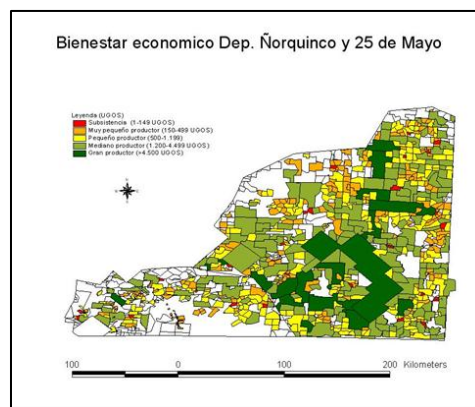 Bienestar economico Dep. Ñorquinco y 25 de Mayo
Leyenda (UGOS)
Subsistencia (1-149 UGOS)
Muy pequeño productor (150-499 UGOS)
Pequeño productor (500-1.199)
Mediano productor (1.200-4.499 UGOS)
Gran productor (+4.500 UGOS)
100 0 100 200 Kilometers